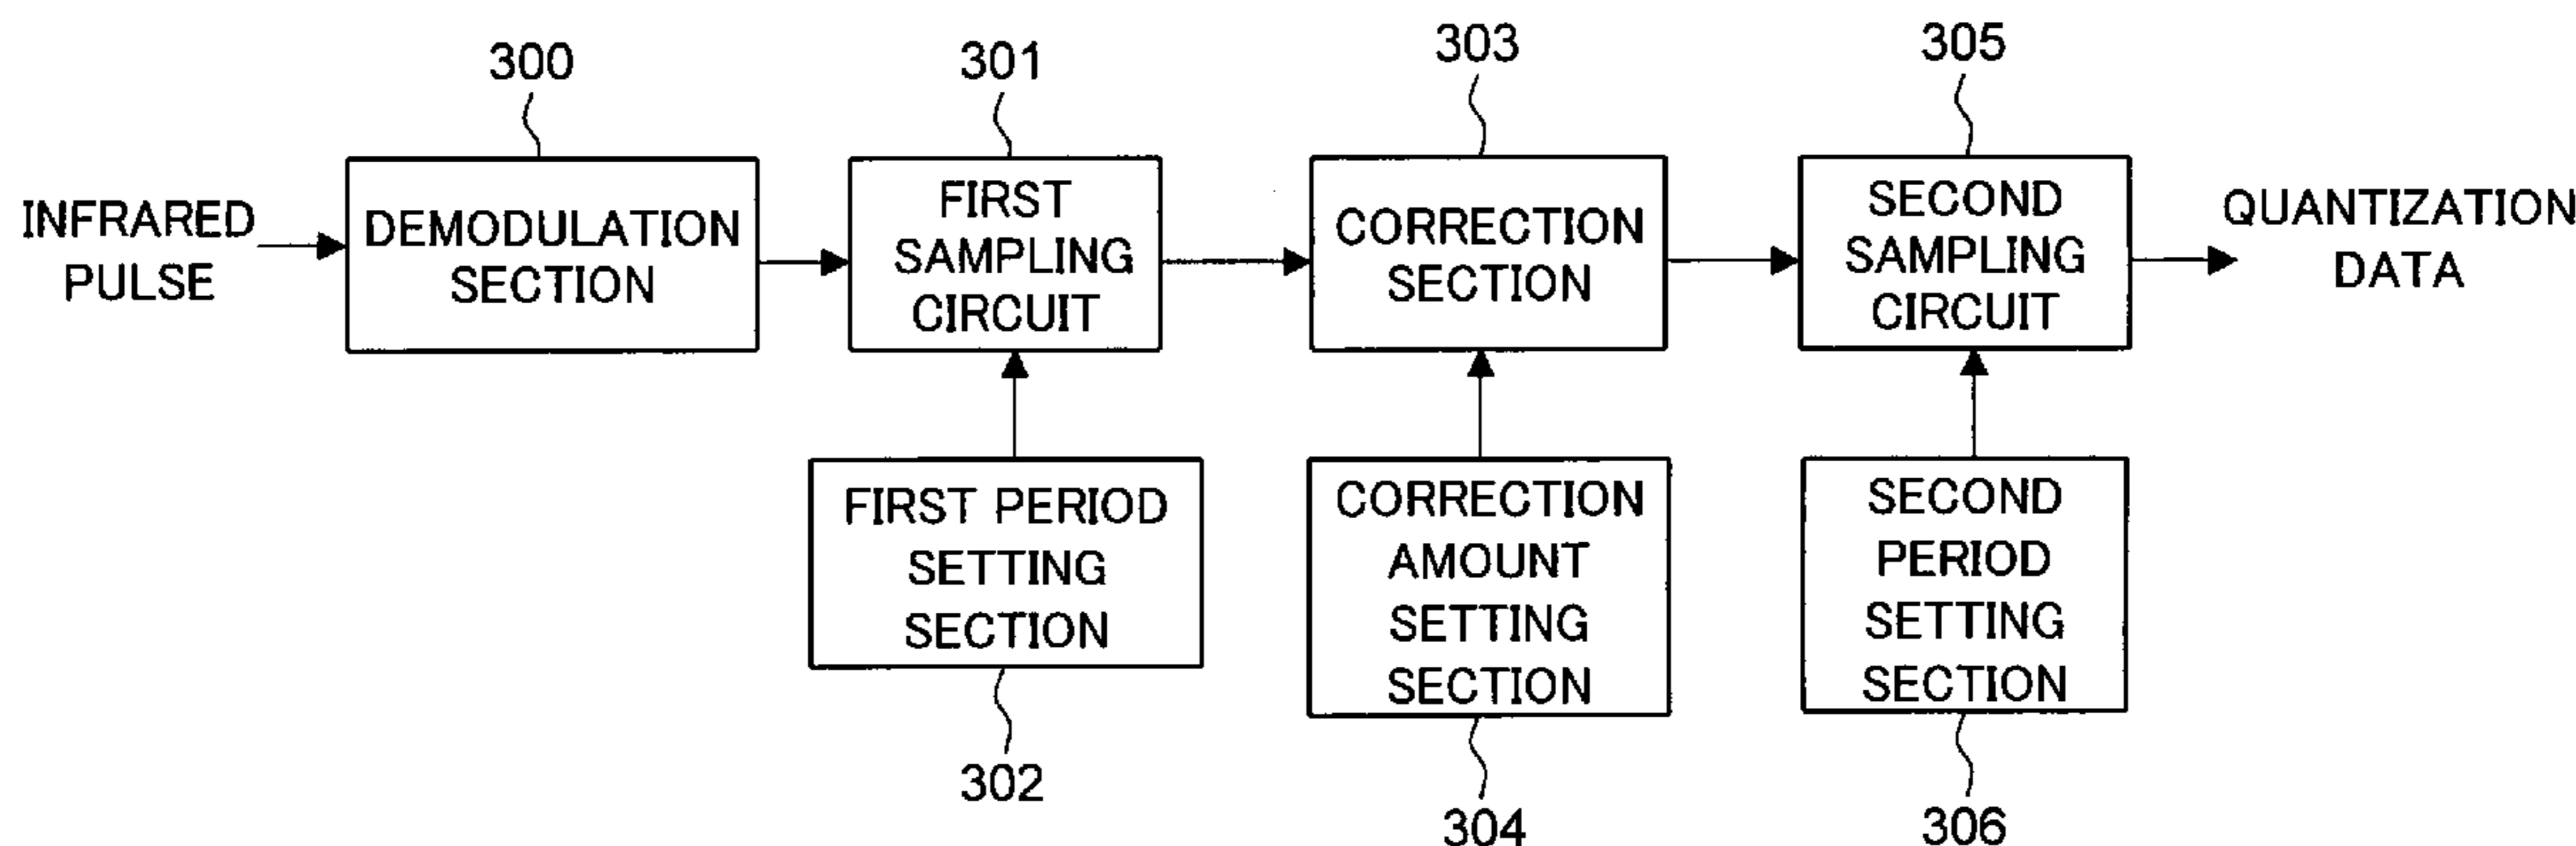 300
301
303
305
INFRARED
PULSE
DEMODULATION
SECTION
FIRST
SAMPLING
CIRCUIT
CORRECTION
SECTION
SECOND
SAMPLING
CIRCUIT
QUANTIZATION
DATA
FIRST PERIOD
SETTING
SECTION
CORRECTION
AMOUNT
SETTING
SECTION
SECOND
PERIOD
SETTING
SECTION
302
304
306